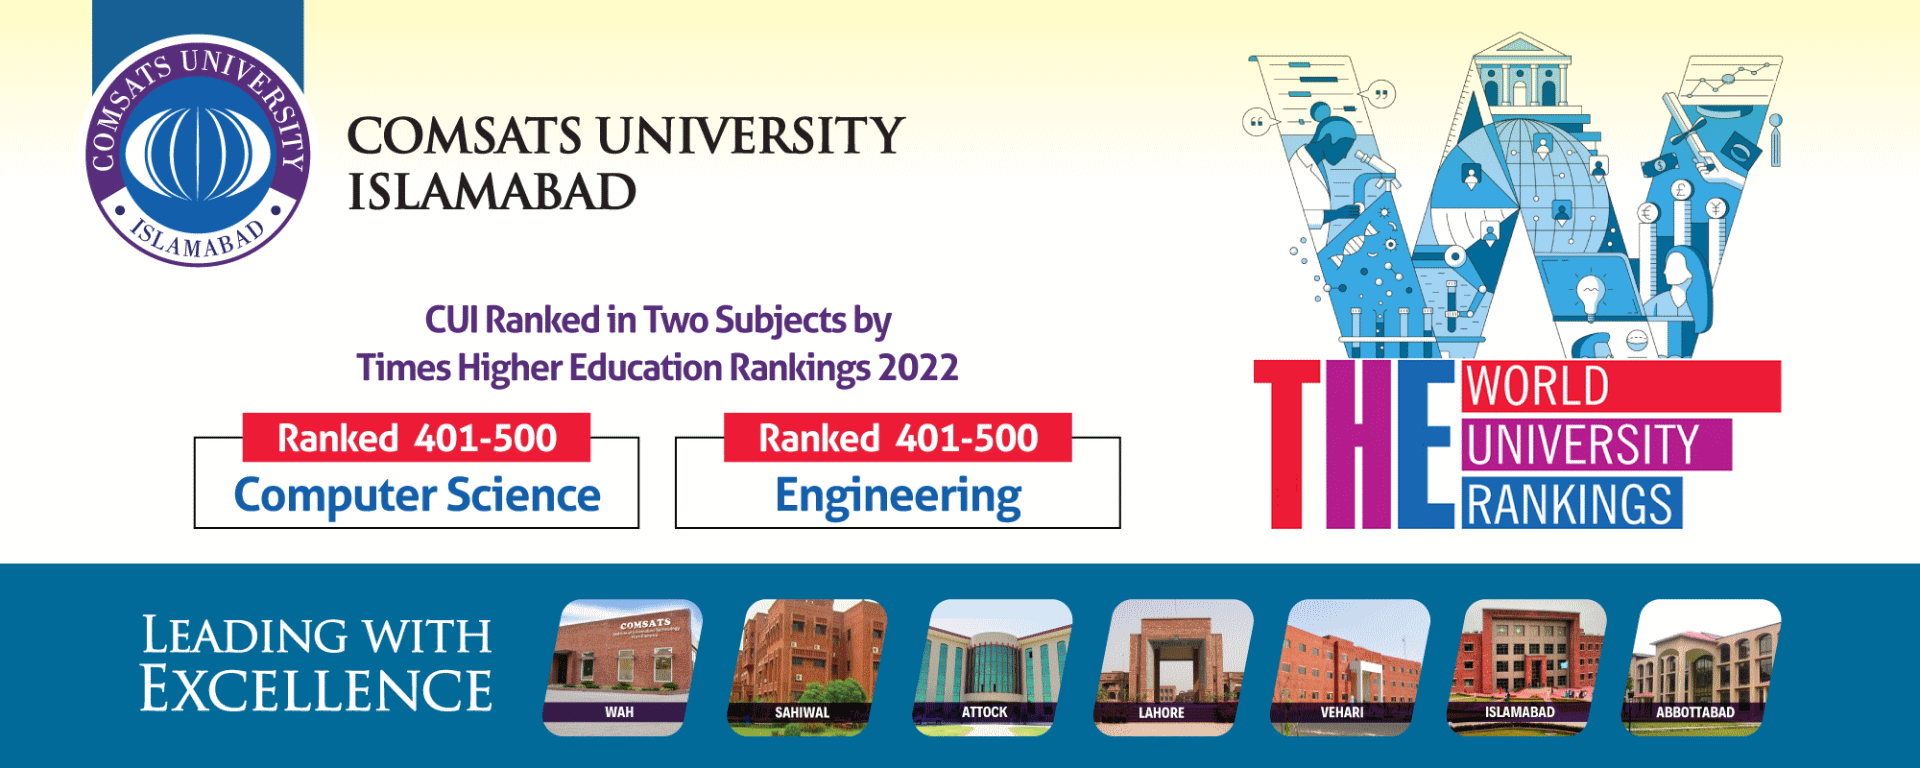 COMSATS UNIVERSITY
ISLAMABAD
COMSATS UNIVERSITY
ISLAMABAD
CUI Ranked in Two Subjects by
Times Higher Education Rankings 2022
Ranked 401-500
Computer Science
Ranked 401-500
Engineering
THE
WORLD
UNIVERSITY
RANKINGS
LEADING WITH
EXCELLENCE
COMSATS
WAH
SAHIWAL
ATTOCK
LAHORE
VEHARI
ISLAMABAD
ABBOTTABAD